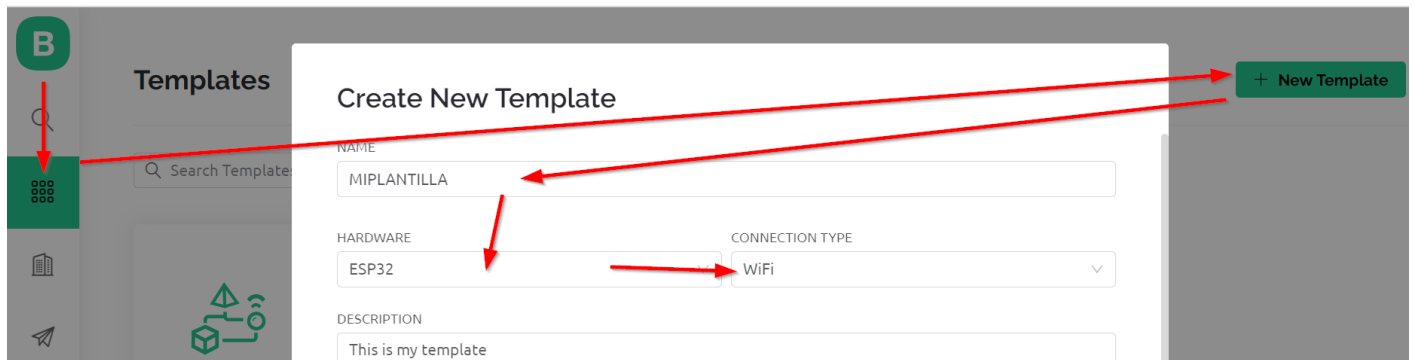 B
Templates
+ New Template
Create New Template
Search Templates
NAME
MIPLANTILLA
HARDWARE
CONNECTION TYPE
ESP32
WiFi
DESCRIPTION
This is my template